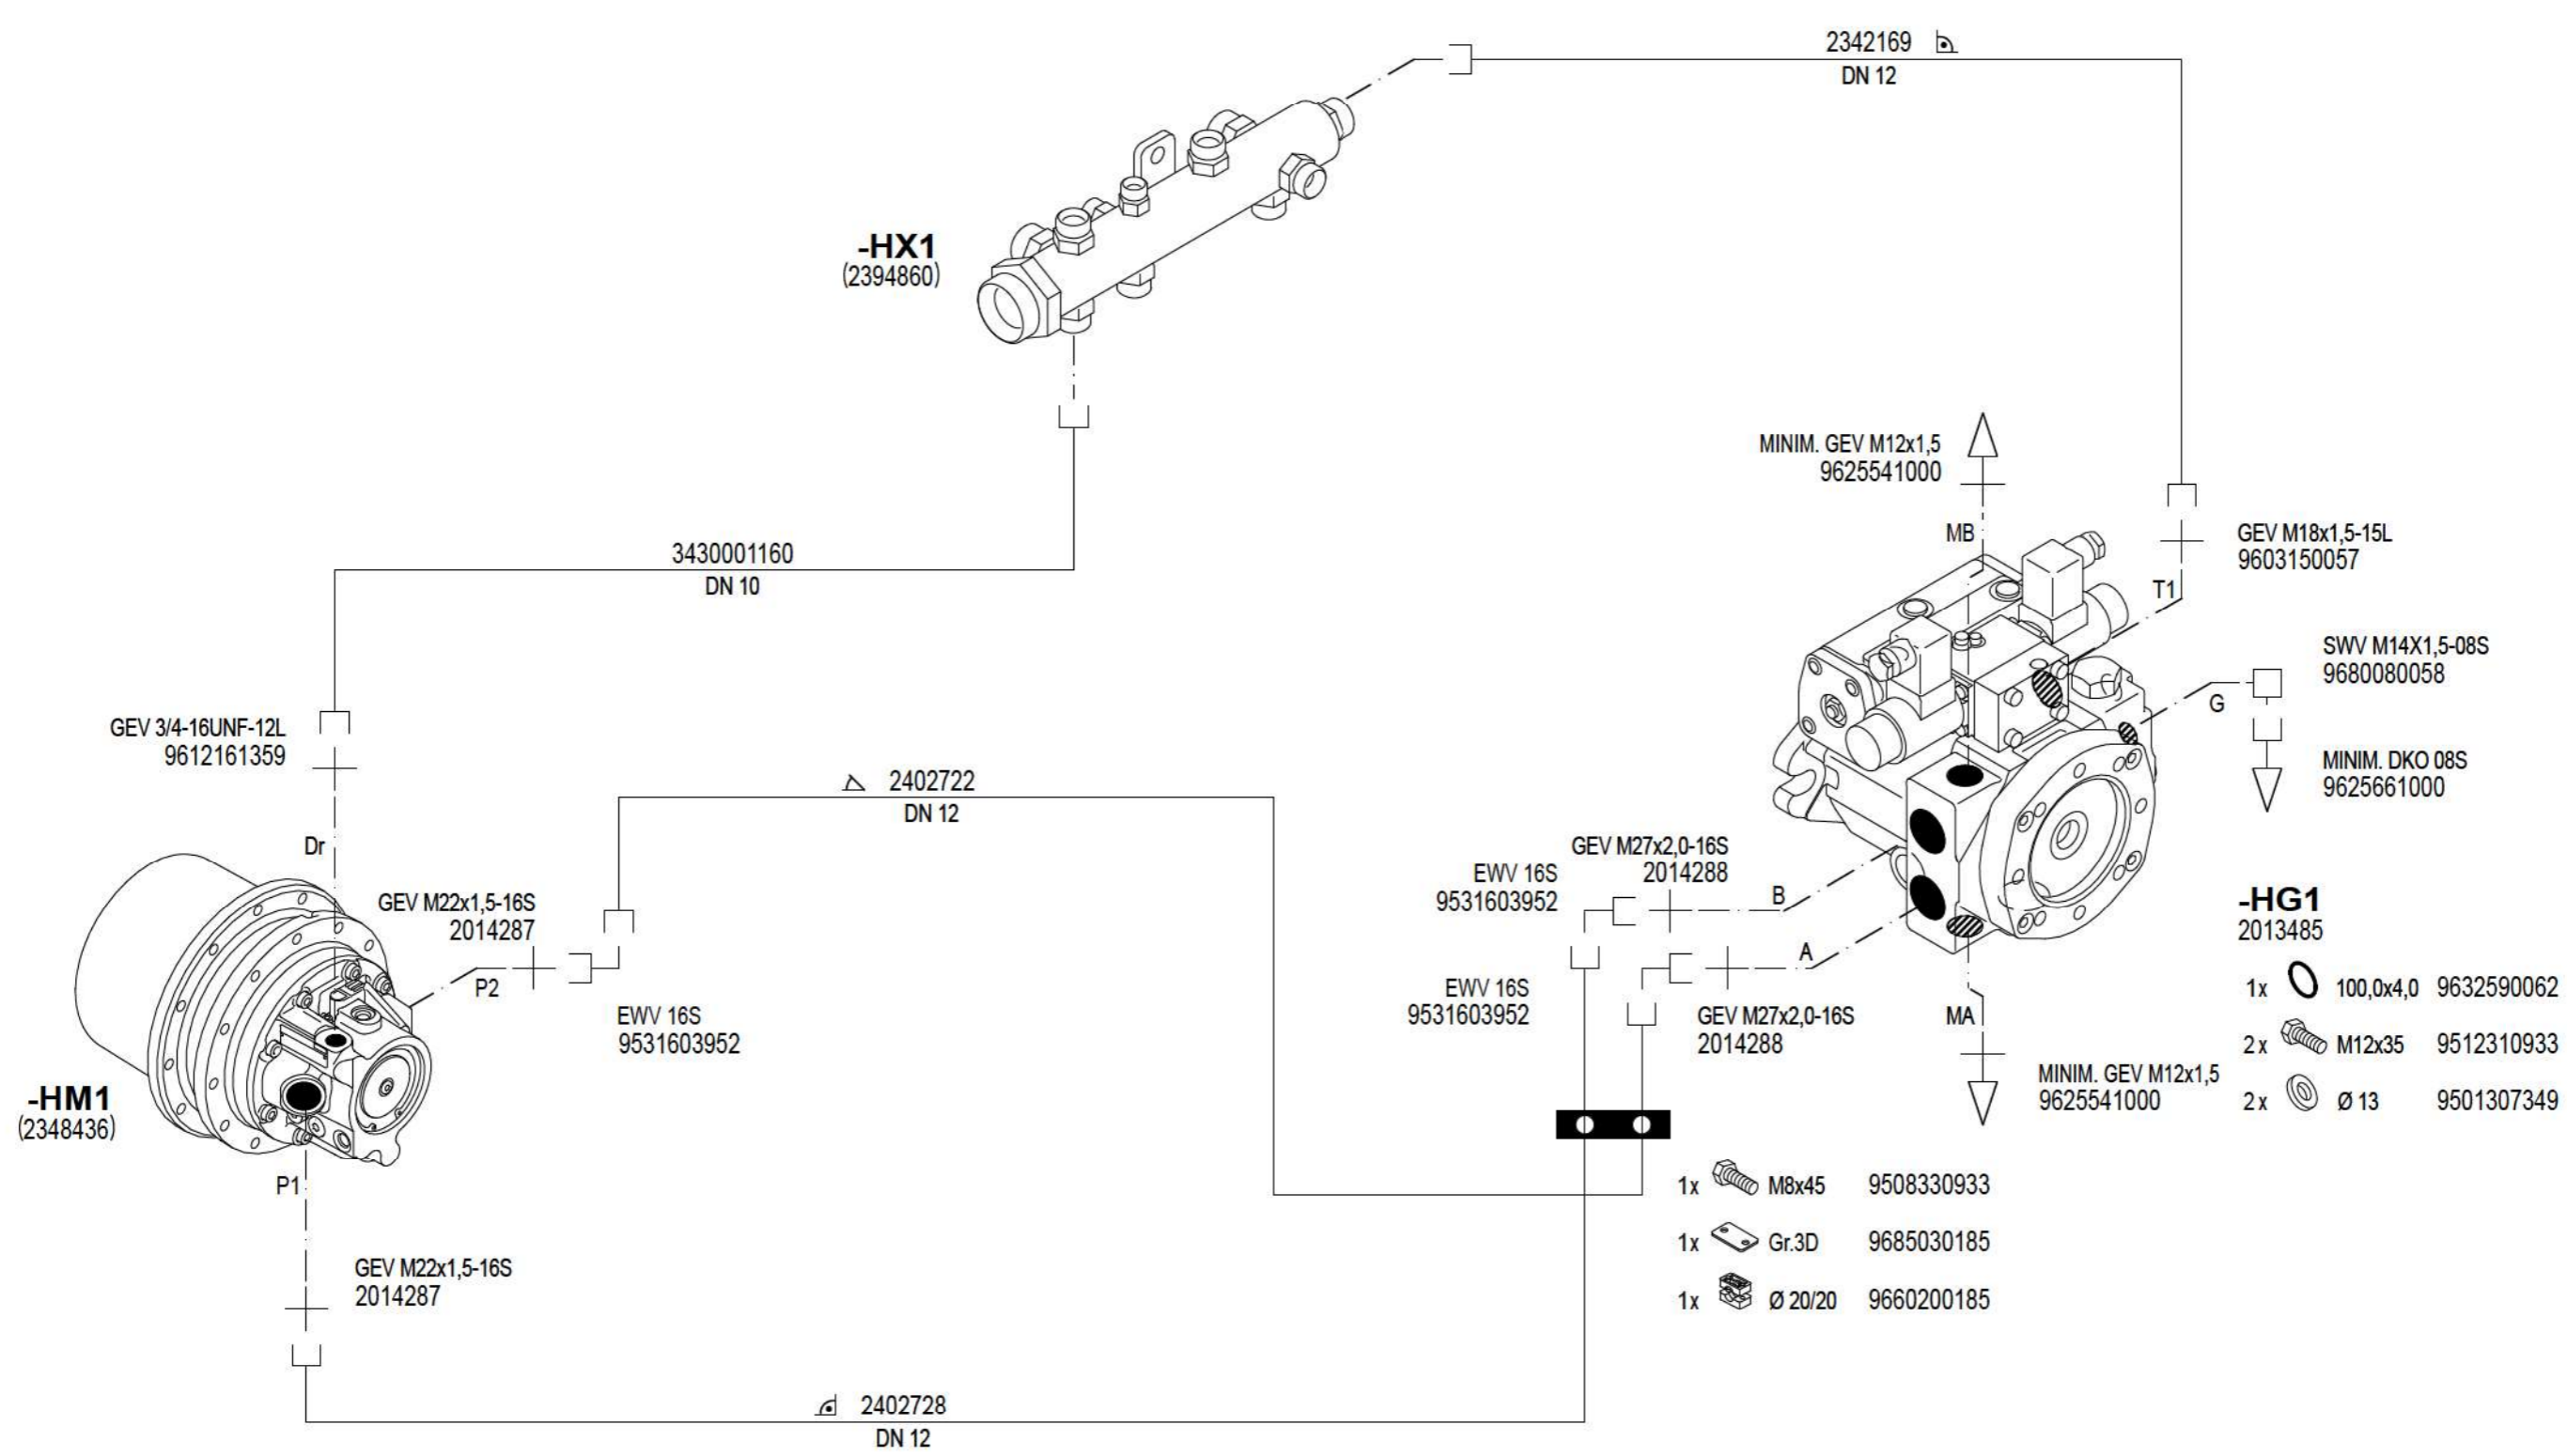 2342169
DN 12
-HX1
(2394860)
3430001160
DN 10
MINIM. GEV M12x1,5
9625541000
MB
GEV M18x1,5-15L
9603150057
T1
SWV M14X1,5-08S
9680080058
G
MINIM. DKO 08S
9625661000
GEV 3/4-16UNF-12L
9612161359
Dr
2402722
DN 12
GEV M22x1,5-16S
2014287
P2
EWV 16S
9531603952
-HM1
(2348436)
P1
GEV M22x1,5-16S
2014287
2402728
DN 12
GEV M27x2,0-16S
2014288
EWV 16S
9531603952
B
A
EWV 16S
9531603952
GEV M27x2,0-16S
2014288
MA
MINIM. GEV M12x1,5
9625541000
-HG1
2013485
1x 100,0x4,0 9632590062
2x M12x35 9512310933
2x Ø 13 9501307349
1x M8x45 9508330933
1x Gr.3D 9685030185
1x Ø 20/20 9660200185